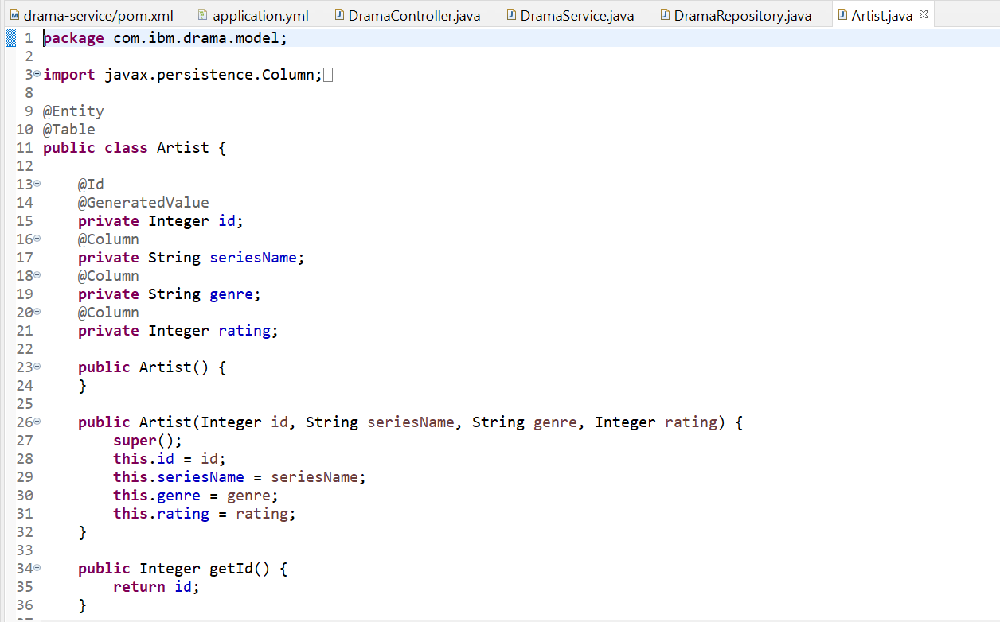 drama-service/pom.xml application.yml DramaController.java DramaService.java DramaRepository.java Artist.java
1 package com.ibm.drama.model;
2
3 import javax.persistence.Column;
8
9 @Entity
10 @Table
11 public class Artist {
12
13 @Id
14 @GeneratedValue
15 private Integer id;
16 @Column
17 private String seriesName;
18 @Column
19 private String genre;
20 @Column
21 private Integer rating;
22
23 public Artist() {
24 }
25
26 public Artist(Integer id, String seriesName, String genre, Integer rating) {
27 super();
28 this.id = id;
29 this.seriesName = seriesName;
30 this.genre = genre;
31 this.rating = rating;
32 }
33
34 public Integer getId() {
35 return id;
36 }